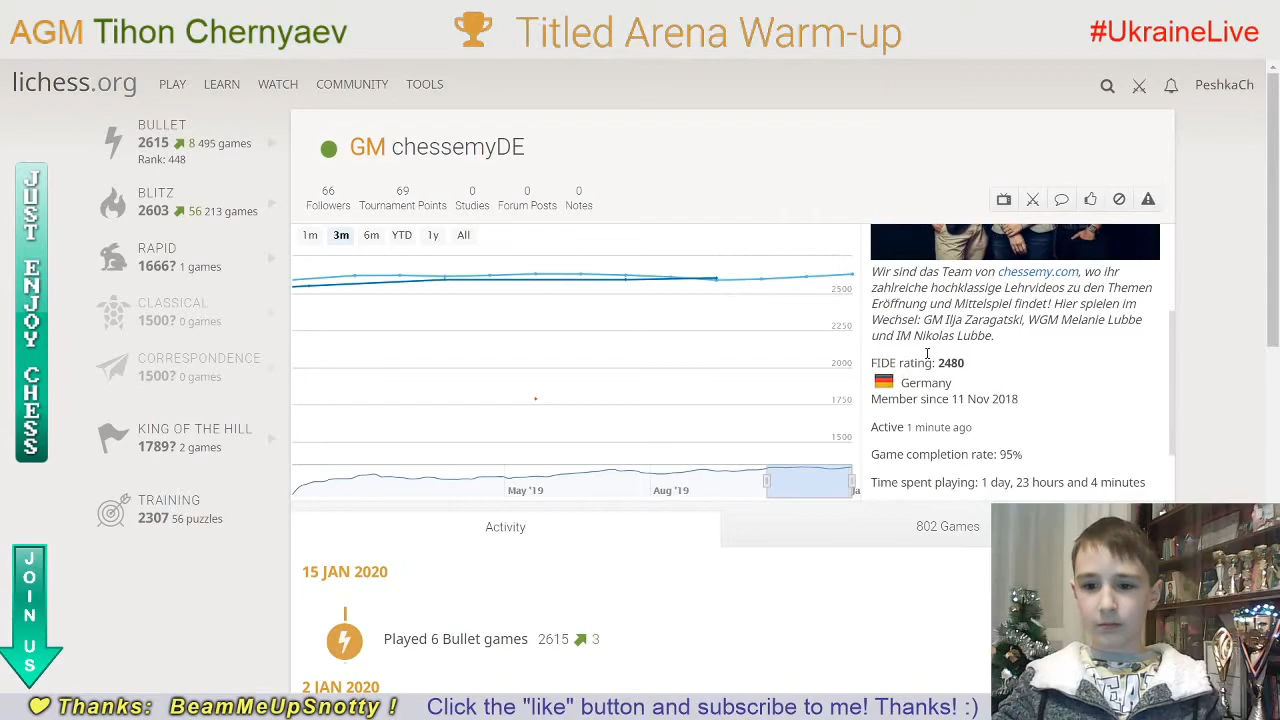 AGM Tihon Chernyaev
Titled Arena Warm-up
#UkraineLive
lichess.org
PLAY LEARN WATCH COMMUNITY TOOLS
PeshkaCh
BULLET
2615 8 495 games
Rank: 448
BLITZ
2603 56 213 games
RAPID
1666? 1 games
CLASSICAL
1500? 0 games
CORRESPONDENCE
1500? 0 games
KING OF THE HILL
1789? 2 games
TRAINING
2307 56 puzzles
JUST ENJOY CHESS
JOIN US
GM chessemyDE
66 69 0 0 0
Followers Tournament Points Studies Forum Posts Notes
1m 3m 6m YTD 1y All
2500
2250
2000
1750
1500
May '19 Aug '19 Ja
Wir sind das Team von chessemy.com, wo ihr
zahlreiche hochklassige Lehrvideos zu den Themen
Eröffnung und Mittelspiel findet! Hier spielen im
Wechsel: GM Ilja Zaragatski, WGM Melanie Lubbe
und IM Nikolas Lubbe.
FIDE rating: 2480
Germany
Member since 11 Nov 2018
Active 1 minute ago
Game completion rate: 95%
Time spent playing: 1 day, 23 hours and 4 minutes
Activity
802 Games
15 JAN 2020
Played 6 Bullet games 2615 3
2 JAN 2020
Thanks: BeamMeUpSnotty !
Click the "like" button and subscribe to me! Thanks! :)